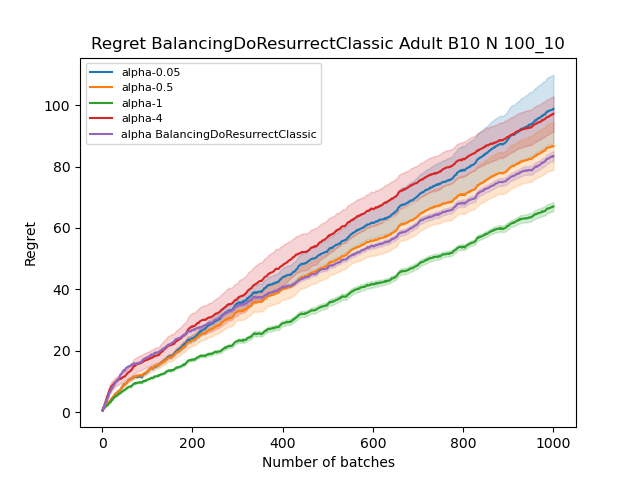 Regret BalancingDoResurrectClassic Adult B10 N 100_10
alpha-0.05
alpha-0.5
alpha-1
alpha-4
alpha BalancingDoResurrectClassic
100
80
60
40
20
0
Regret
0 200 400 600 800 1000
Number of batches